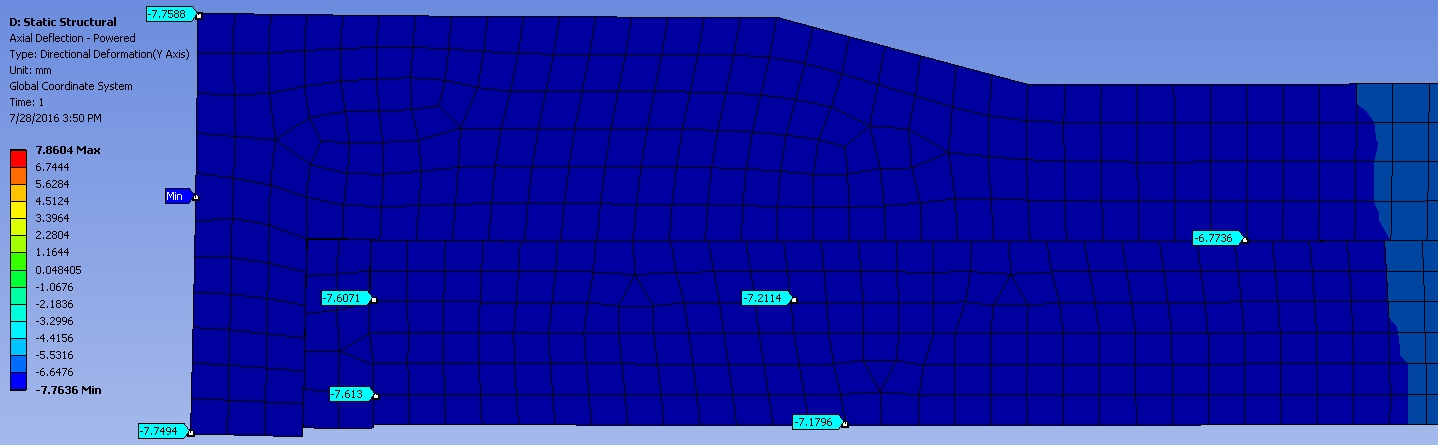 D: Static Structural
Axial Deflection - Powered
Type: Directional Deformation(Y Axis)
Unit: mm
Global Coordinate System
Time: 1
7/28/2016 3:50 PM
7.8604 Max
6.7444
5.6284
4.5124
3.3964
2.2804
1.1644
0.048405
-1.0676
-2.1836
-3.2996
-4.4156
-5.5316
-6.6476
-7.7636 Min
-7.7588
Min
-6.7736
-7.6071
-7.2114
-7.613
-7.1796
-7.7494